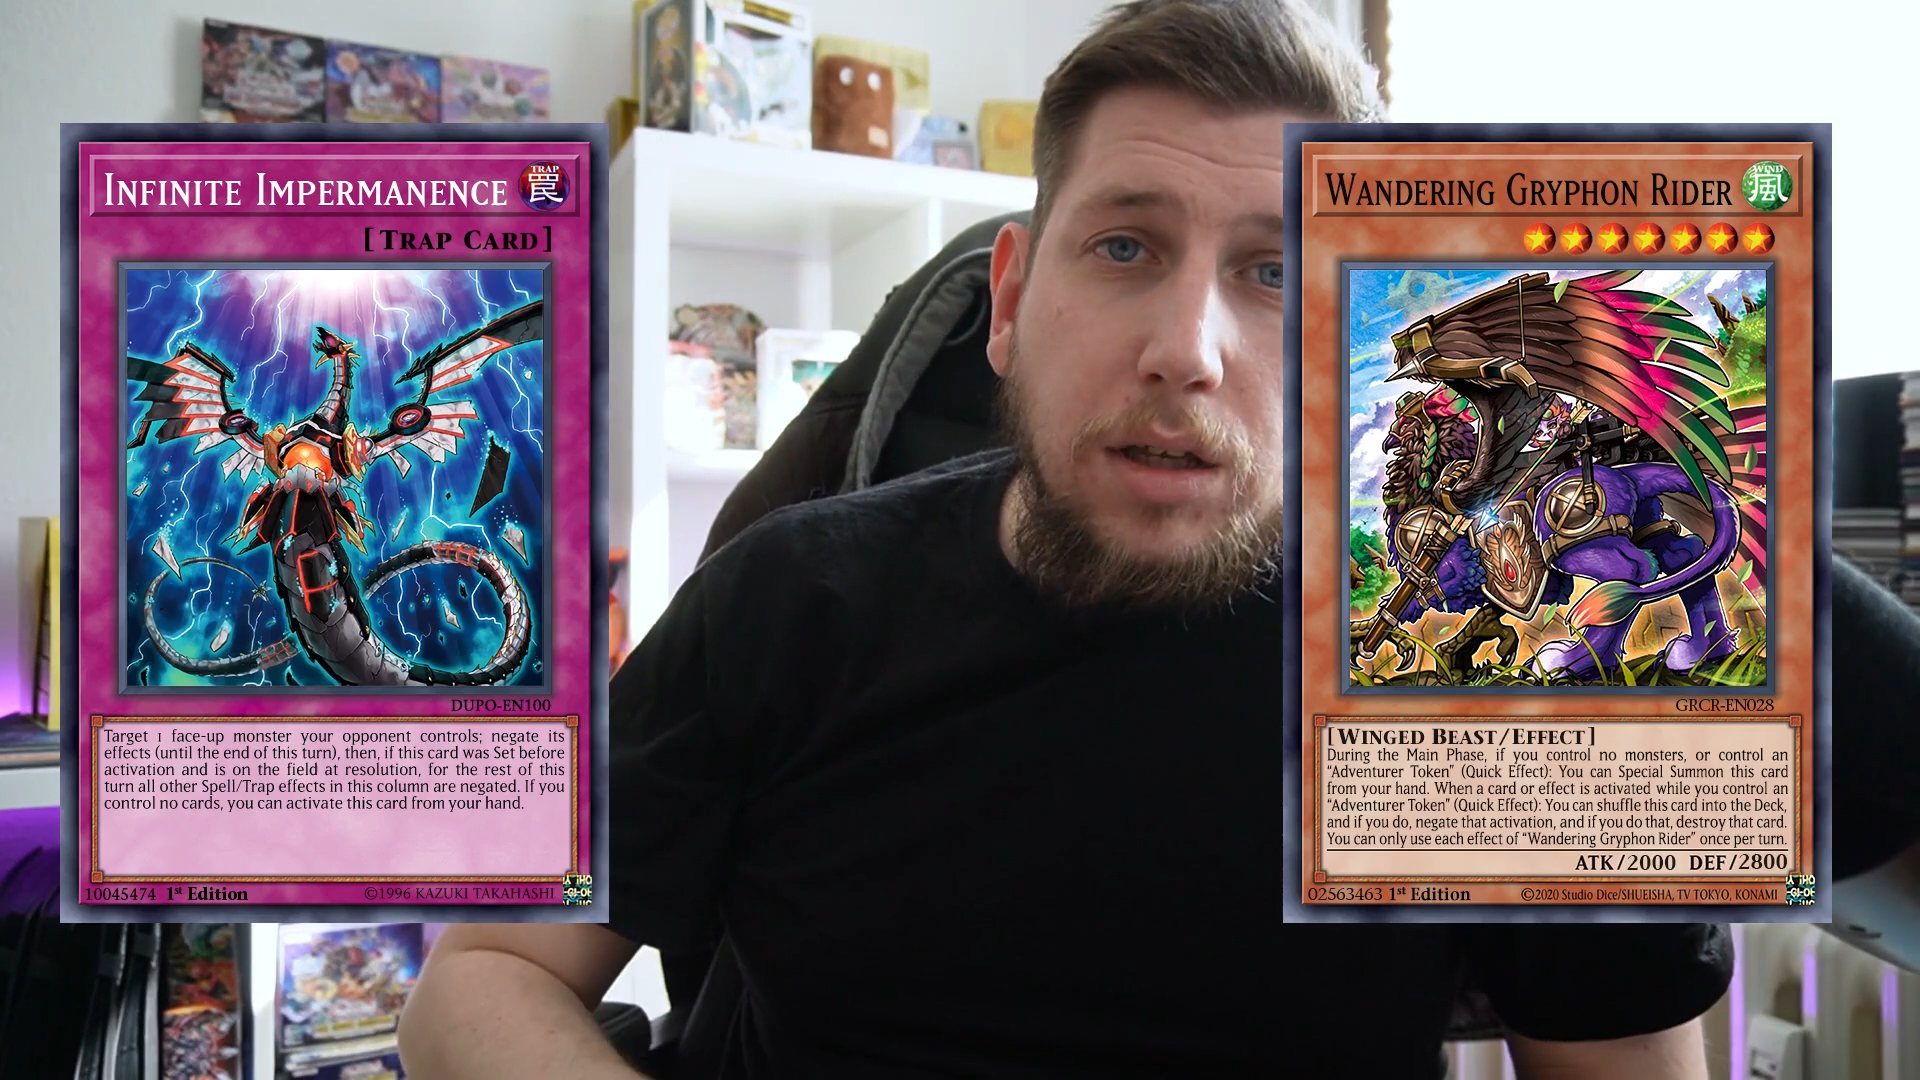 INFINITE IMPERMANENCE
TRAP
罠
[TRAP CARD]
DUPO-EN100
Target 1 face-up monster your opponent controls; negate its
effects (until the end of this turn), then, if this card was Set before
activation and is on the field at resolution, for the rest of this
turn all other Spell/Trap effects in this column are negated. If you
control no cards, you can activate this card from your hand.
10045474 1st Edition
©1996 KAZUKI TAKAHASHI
WANDERING GRYPHON RIDER
WIND
風
GRCR-EN028
[WINGED BEAST/EFFECT]
During the Main Phase, if you control no monsters, or control an
“Adventurer Token” (Quick Effect): You can Special Summon this card
from your hand. When a card or effect is activated while you control an
“Adventurer Token” (Quick Effect): You can shuffle this card into the Deck,
and if you do, negate that activation, and if you do that, destroy that card.
You can only use each effect of “Wandering Gryphon Rider” once per turn.
ATK/2000 DEF/2800
02563463 1st Edition
©2020 Studio Dice/SHUEISHA, TV TOKYO, KONAMI